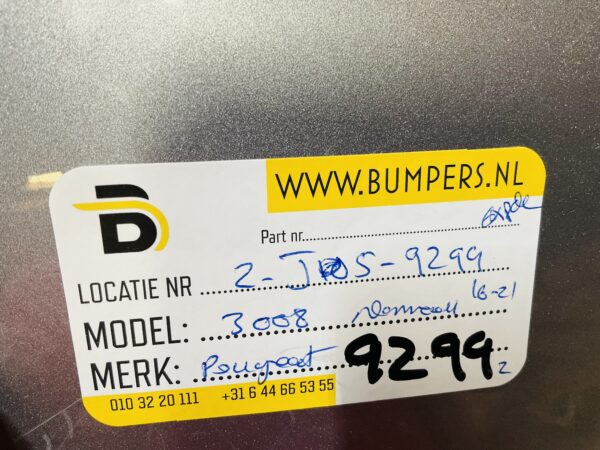 WWW.BUMPERS.NL
B
Part nr.
LOCATIE NR 2-J05-9299
MODEL: 3008 16-21
MERK: Peugeot 9299 2
010 32 20 111 +31 6 44 66 53 55